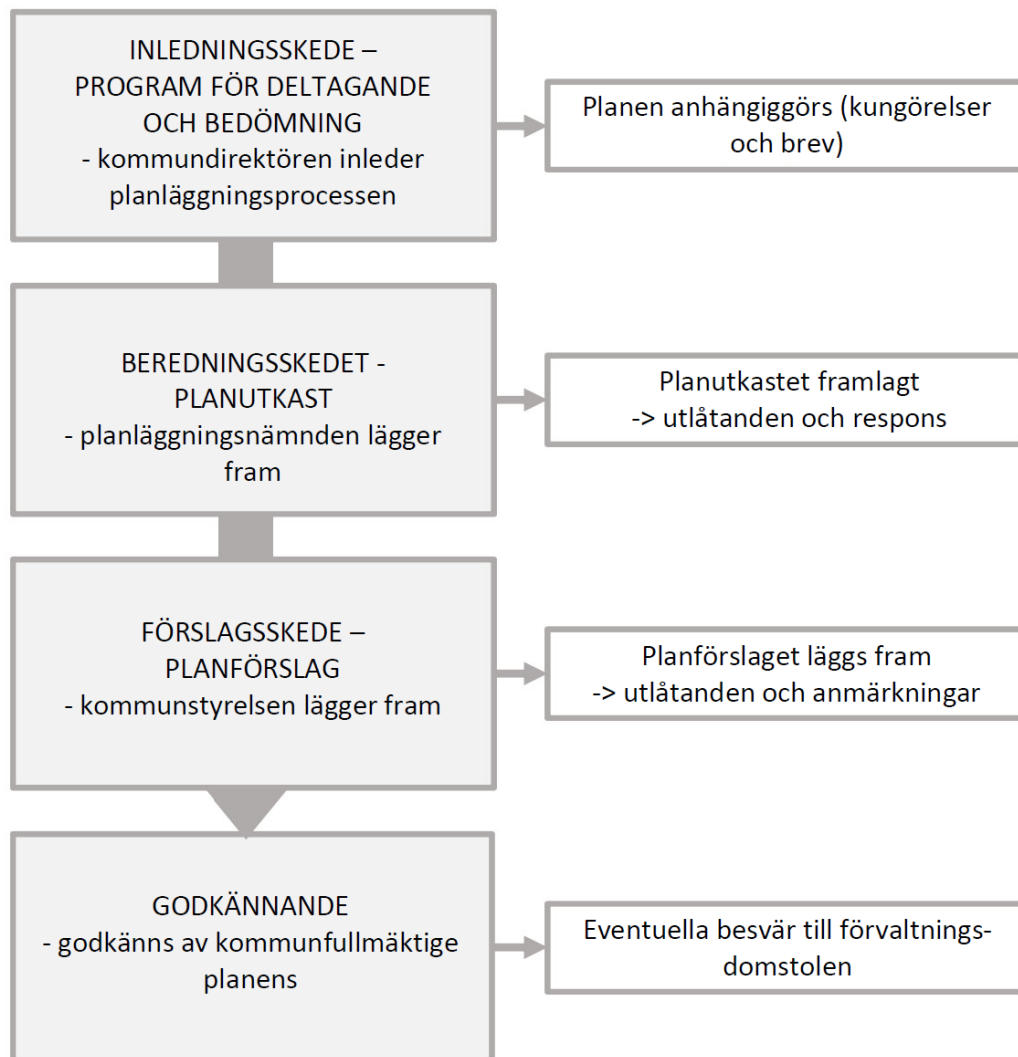 INLEDNINGSSKEDE –
PROGRAM FÖR DELTAGANDE
OCH BEDÖMNING
- kommundirektören inleder
planläggningsprocessen
Planen anhängiggörs (kungörelser
och brev)
BEREDNINGSSKEDET -
PLANUTKAST
- planläggningsnämnden lägger
fram
Planutkastet framlagt
-> utlåtanden och respons
FÖRSLAGSSKEDE –
PLANFÖRSLAG
- kommunstyrelsen lägger fram
Planförslaget läggs fram
-> utlåtanden och anmärkningar
GODKÄNNANDE
- godkänns av kommunfullmäktige
planens
Eventuella besvär till förvaltnings-
domstolen